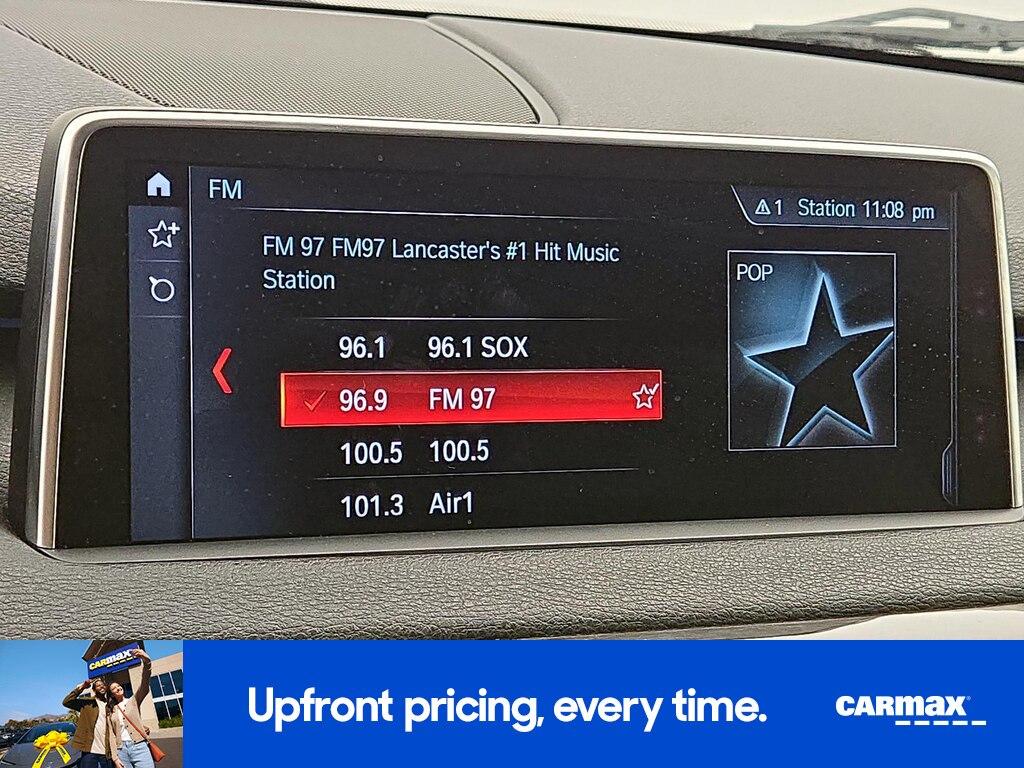 FM
1 Station 11:08 pm
FM 97 FM97 Lancaster's #1 Hit Music
Station
POP
96.1 96.1 SOX
96.9 FM 97
100.5 100.5
101.3 Air1
CARMAX
Upfront pricing, every time.
CARMAX